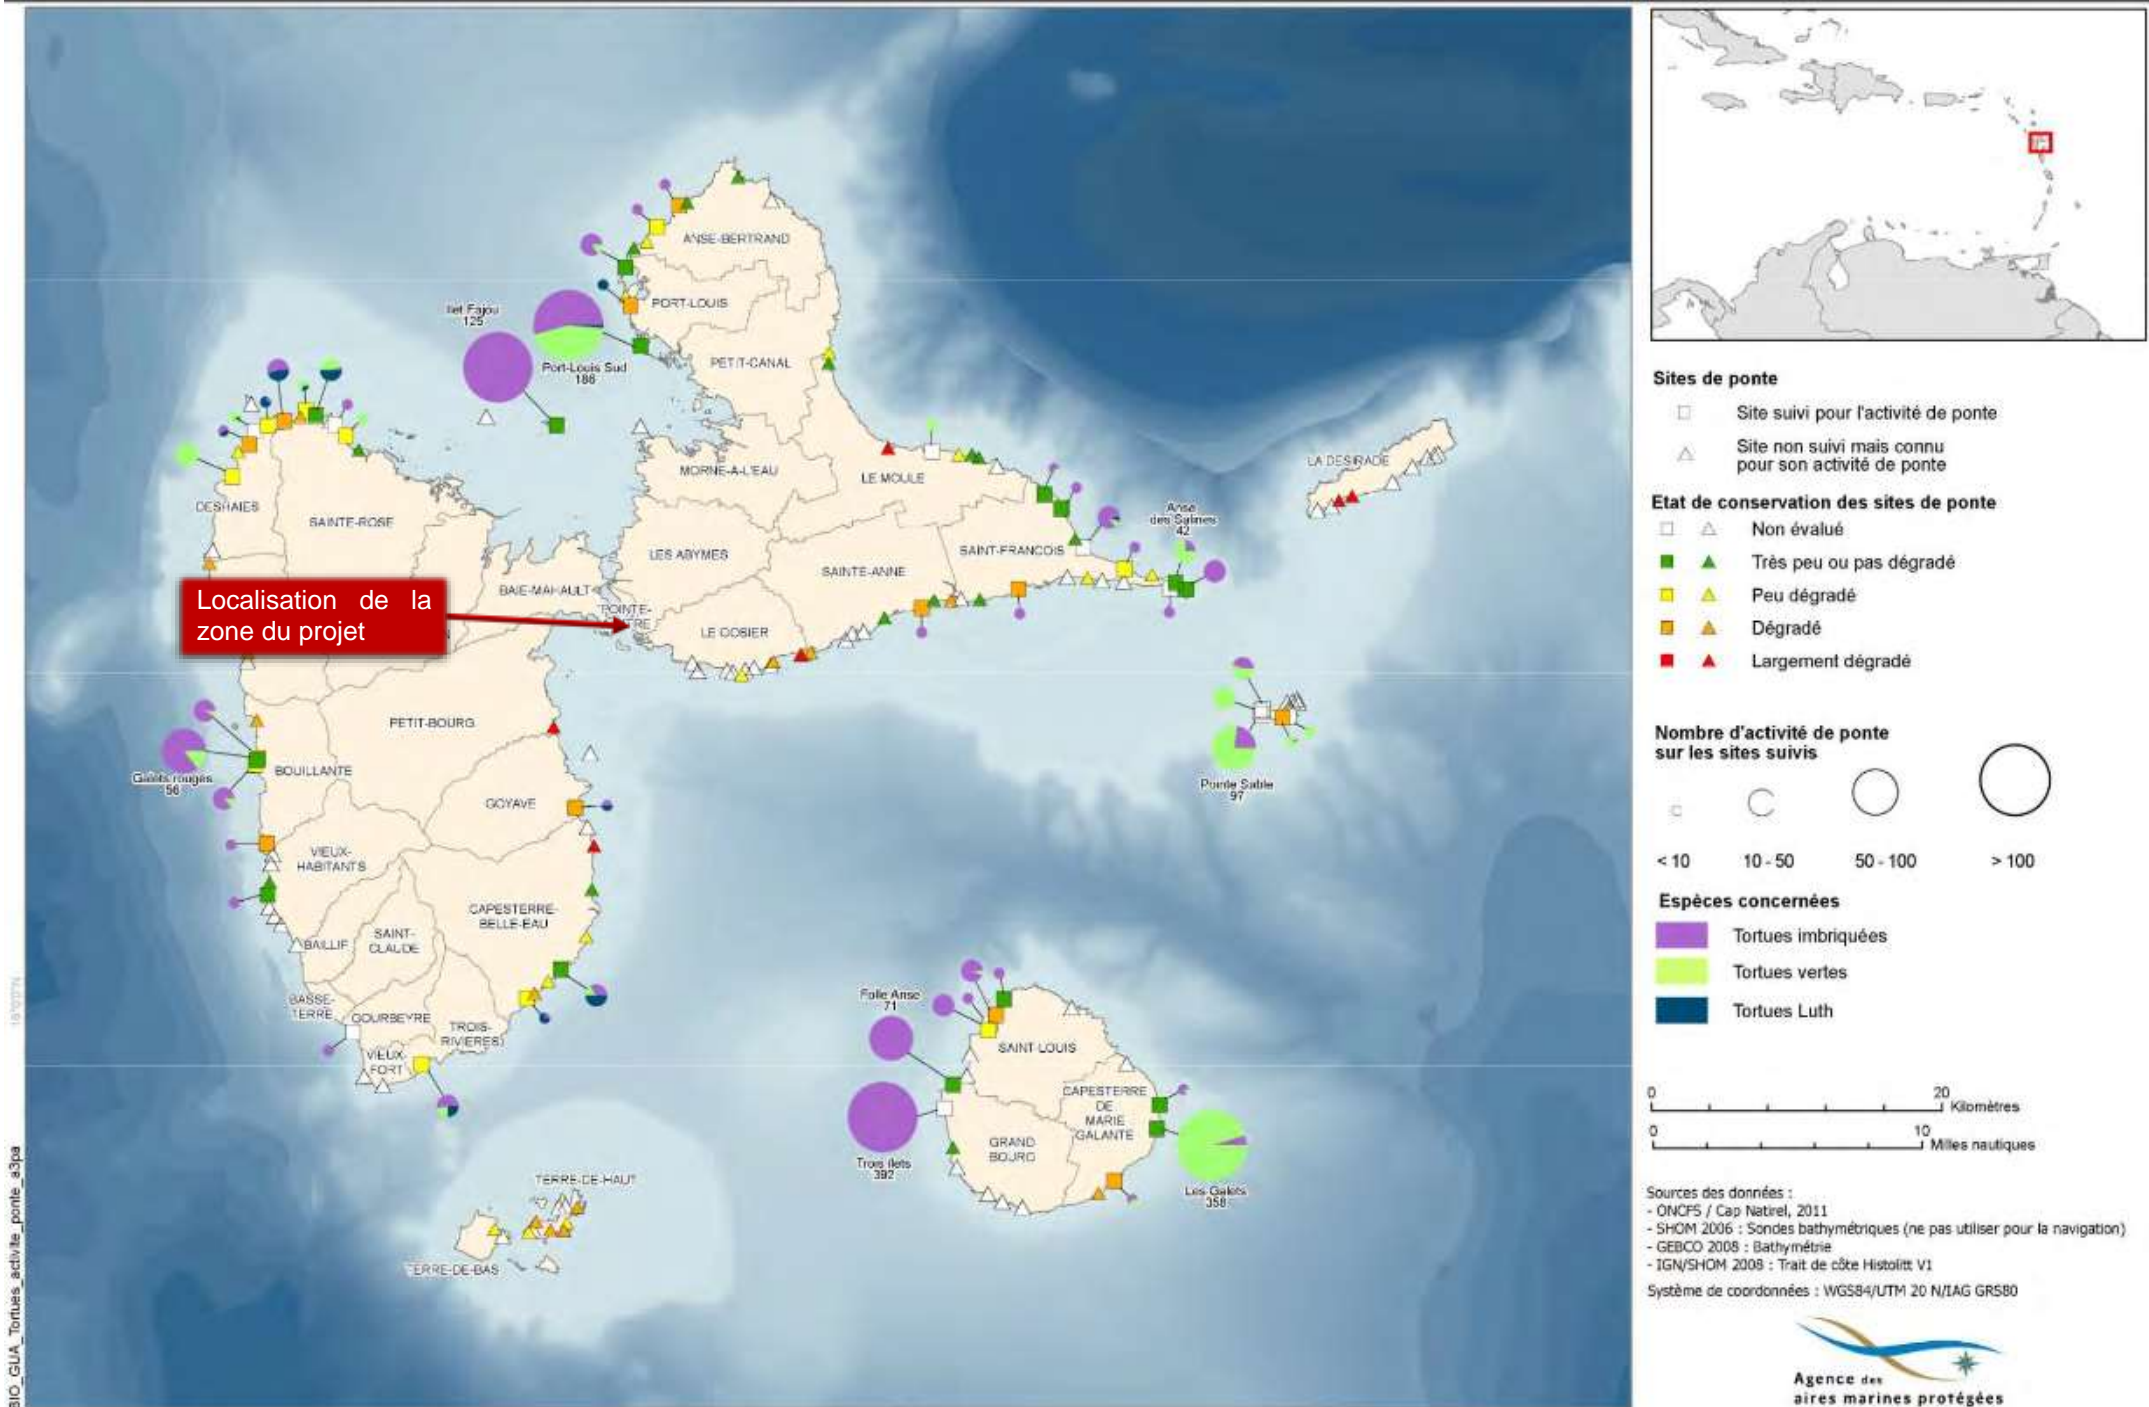 ANSE-BERTRAND
PORT-LOUIS
Ilet Fajou
125
Port-Louis Sud
186
PETIT-CANAL
MORNE-A-L'EAU
LE MOULE
LA DESIRADE
DESHAIES
SAINTE-ROSE
Anse
des Salines
42
LES ABYMES
SAINTE-ANNE
SAINT-FRANCOIS
BAIE-MAHAULT
POINTE-
LE GOSIER
Localisation de la
zone du projet
PETIT-BOURG
BOUILLANTE
Galets rouges
56
GOYAVE
Pointe Sable
97
VIEUX-
HABITANTS
CAPESTERRE-
BELLE-EAU
SAINT-
CLAUDE
BAILLIF
BASSE-
TERRE
GOURBEYRE
TROIS-
RIVIERES
VIEUX-
FORT
Folle Anse
71
SAINT-LOUIS
CAPESTERRE
DE
MARIE
GALANTE
GRAND
BOURG
Trois Ilets
392
Les Galets
358
TERRE-DE-HAUT
TERRE-DE-BAS
BIO_GUA_Tortues_activite_ponte_a3pa
Sites de ponte
Site suivi pour l'activité de ponte
Site non suivi mais connu
pour son activité de ponte
Etat de conservation des sites de ponte
Non évalué
Très peu ou pas dégradé
Peu dégradé
Dégradé
Largement dégradé
Nombre d'activité de ponte
sur les sites suivis
< 10 10 - 50 50 - 100 > 100
Espèces concernées
Tortues imbriquées
Tortues vertes
Tortues Luth
0 20
Kilomètres
0 10
Milles nautiques
Sources des données :
- ONCFS / Cap Natirel, 2011
- SHOM 2006 : Sondes bathymétriques (ne pas utiliser pour la navigation)
- GEBCO 2008 : Bathymétrie
- IGN/SHOM 2008 : Trait de côte Histolitt V1
Système de coordonnées : WGS84/UTM 20 N/IAG GRS80
Agence des
aires marines protégées